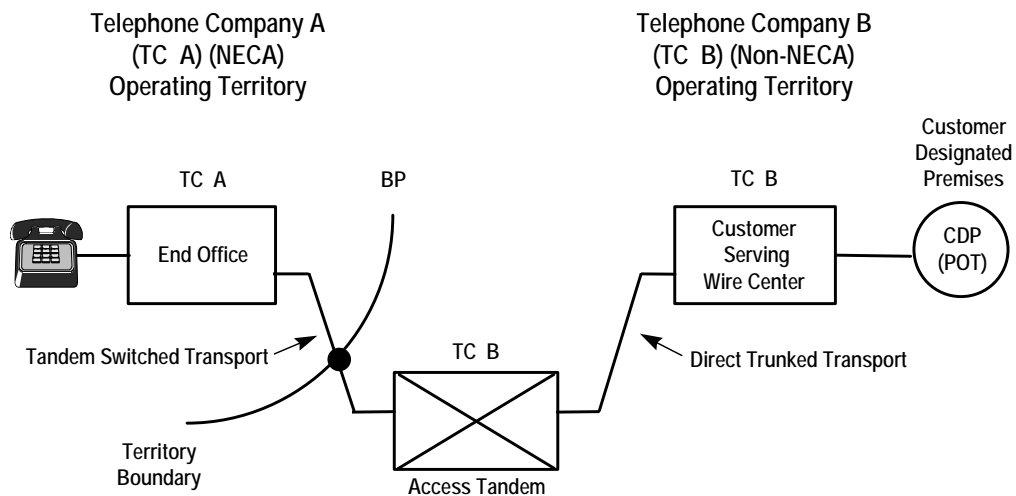 Telephone Company A
(TC A) (NECA)
Operating Territory
Telephone Company B
(TC B) (Non-NECA)
Operating Territory
Customer
Designated
Premises
TC A
BP
TC B
End Office
Customer
Serving
Wire Center
CDP
(POT)
Tandem Switched Transport
TC B
Direct Trunked Transport
Territory
Boundary
Access Tandem